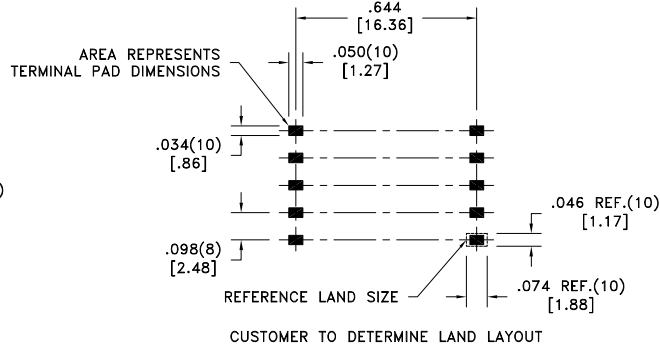 .644
[16.36]
AREA REPRESENTS
TERMINAL PAD DIMENSIONS
.050(10)
[1.27]
.034(10)
[.86]
)
.046 REF.(10)
[1.17]
.098(8)
[2.48]
REFERENCE LAND SIZE
.074 REF.(10)
[1.88]
CUSTOMER TO DETERMINE LAND LAYOUT